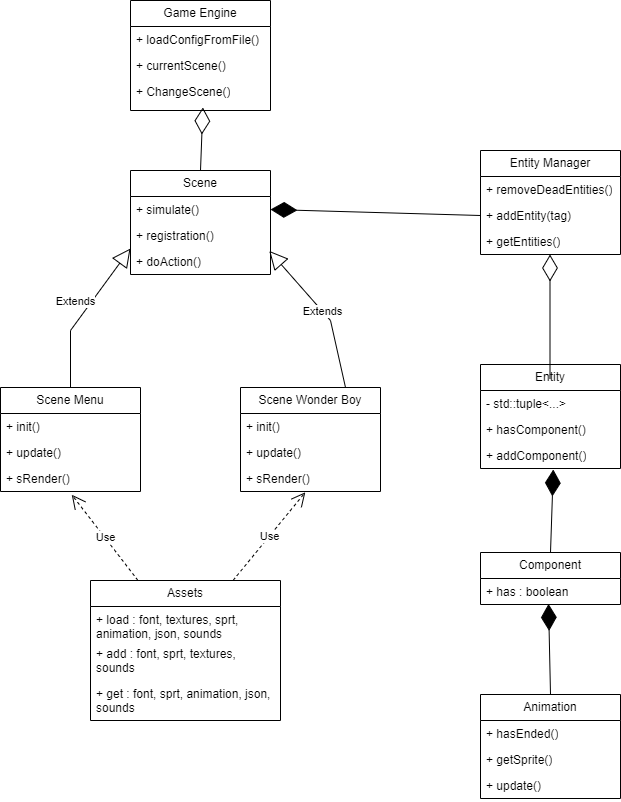 Game Engine
+ loadConfigFromFile()
+ currentScene()
+ ChangeScene()
Scene
+ simulate()
+ registration()
+ doAction()
Entity Manager
+ removeDeadEntities()
+ addEntity(tag)
+ getEntities()
Extends
Extends
Scene Menu
+ init()
+ update()
+ sRender()
Scene Wonder Boy
+ init()
+ update()
+ sRender()
Entity
- std::tuple<...>
+ hasComponent()
+ addComponent()
Use
Use
Assets
+ load : font, textures, sprt,
animation, json, sounds
+ add : font, sprt, textures,
sounds
+ get : font, sprt, animation, json,
sounds
Component
+ has : boolean
Animation
+ hasEnded()
+ getSprite()
+ update()